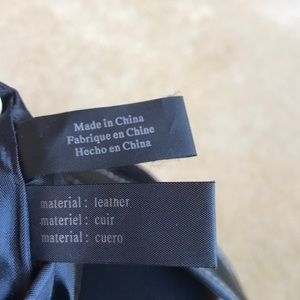 Made in China
Fabrique en Chine
Hecho en China
material: leather
materiel: cuir
material: cuero